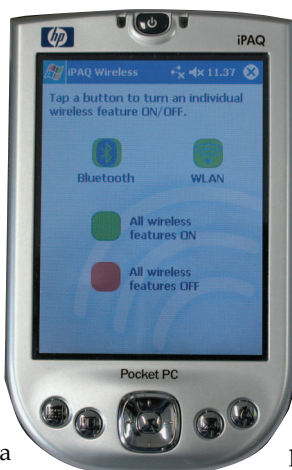 hp
iPAQ
iPAQ Wireless 11.37
Tap a button to turn an individual
wireless feature ON/OFF.
Bluetooth WLAN
All wireless
features ON
All wireless
features OFF
Pocket PC
a